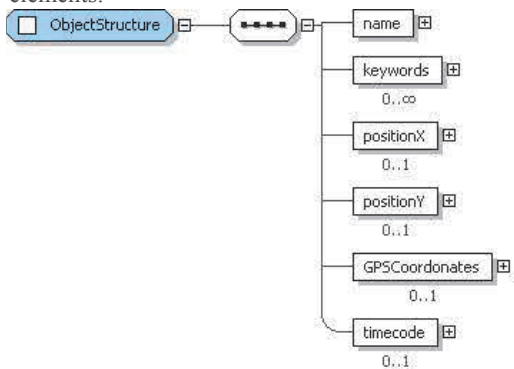 elements.
ObjectStructure
name
keywords
0..∞
positionX
0..1
positionY
0..1
GPSCoordonates
0..1
timecode
0..1